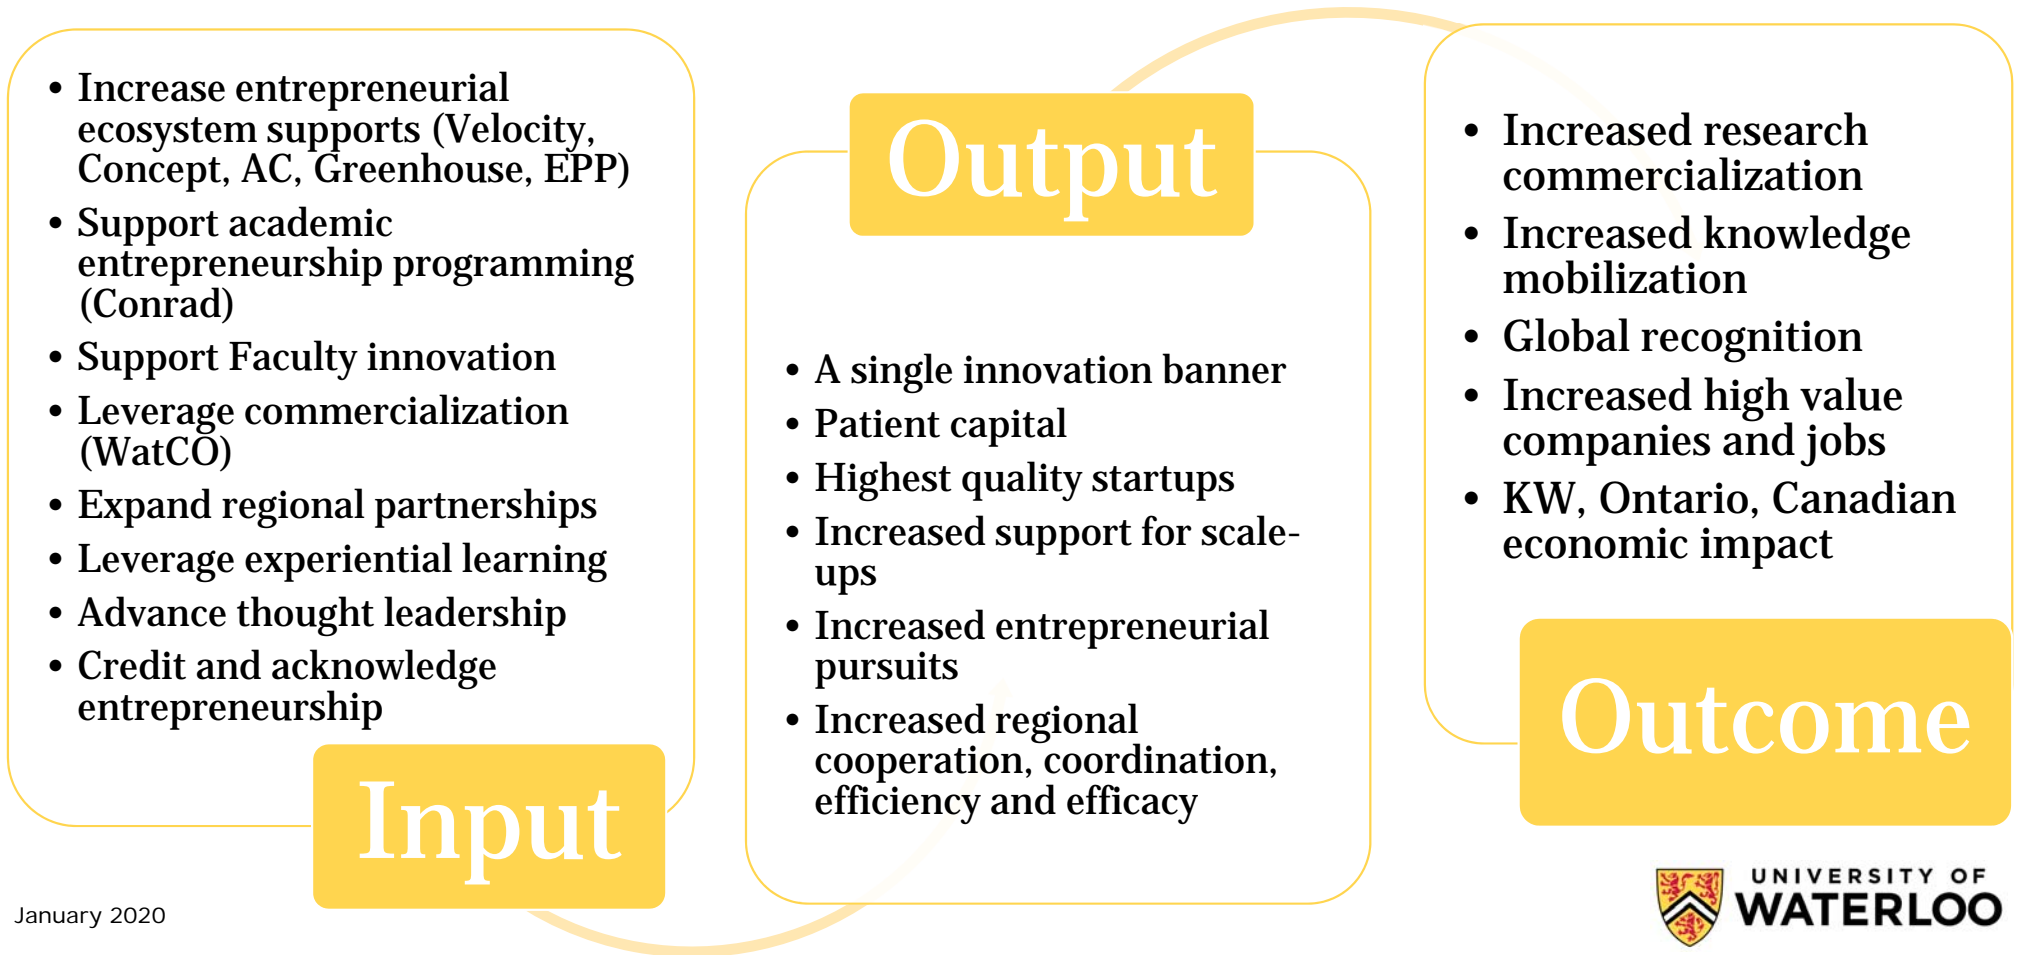 • Increase entrepreneurial
ecosystem supports (Velocity,
Concept, AC, Greenhouse, EPP)
• Support academic
entrepreneurship programming
(Conrad)
• Support Faculty innovation
• Leverage commercialization
(WatCO)
• Expand regional partnerships
• Leverage experiential learning
• Advance thought leadership
• Credit and acknowledge
entrepreneurship
Input
Output
• A single innovation banner
• Patient capital
• Highest quality startups
• Increased support for scale-
ups
• Increased entrepreneurial
pursuits
• Increased regional
cooperation, coordination,
efficiency and efficacy
• Increased research
commercialization
• Increased knowledge
mobilization
• Global recognition
• Increased high value
companies and jobs
• KW, Ontario, Canadian
economic impact
Outcome
January 2020
UNIVERSITY OF
WATERLOO